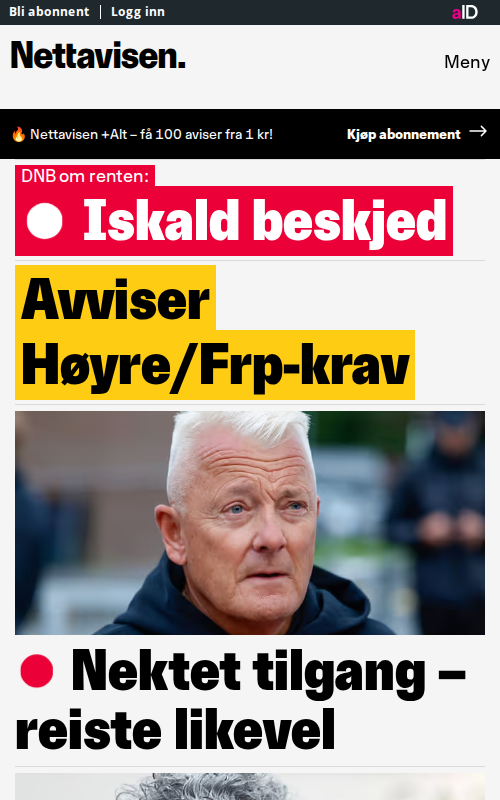 Bli abonnent | Logg inn
aID
Nettavisen.
Meny
🔥 Nettavisen +Alt – få 100 aviser fra 1 kr!
Kjøp abonnement →
DNB om renten:
Iskald beskjed
Avviser
Høyre/Frp-krav
Nektet tilgang –
reiste likevel